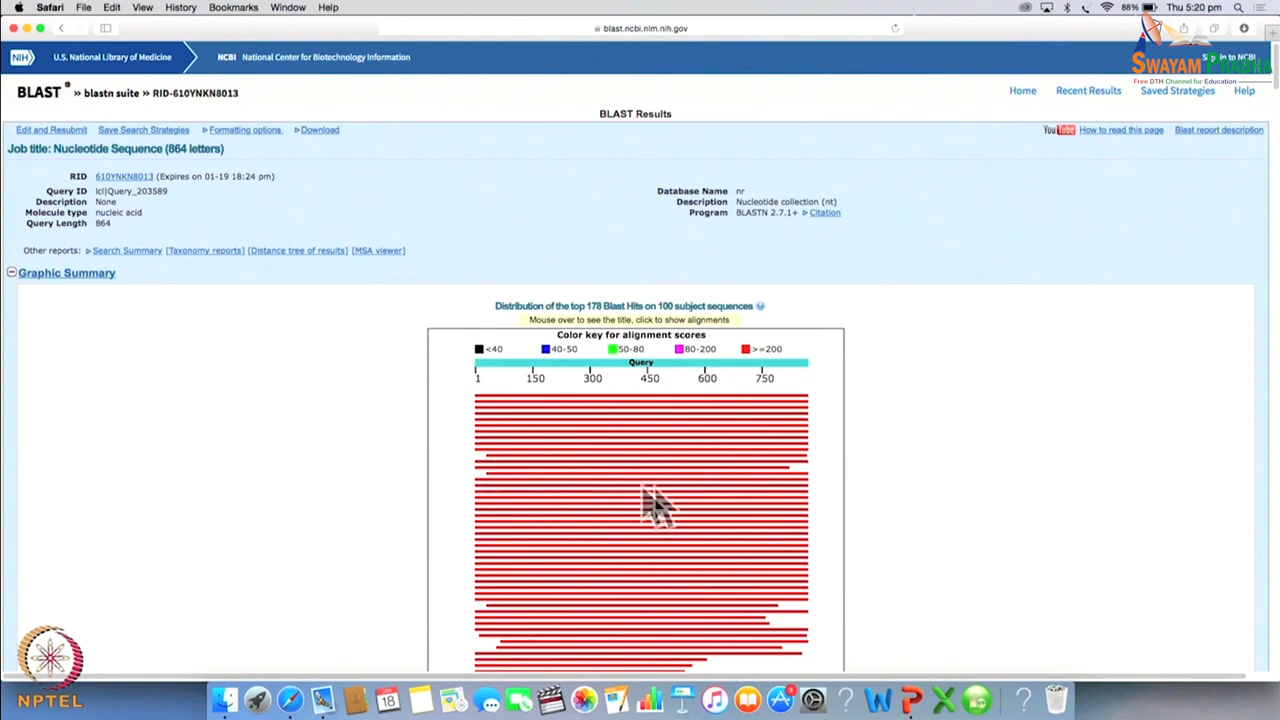 Safari File Edit View History Bookmarks Window Help 88% Thu 5:20 pm
blast.ncbi.nlm.nih.gov
NIH U.S. National Library of Medicine NCBI National Center for Biotechnology Information Sign in to NCBI
SWAYAM PRABHA
Free DTH Channel for Education
BLAST ® » blastn suite » RID-610YNKN8013 Home Recent Results Saved Strategies Help
BLAST Results
Edit and Resubmit Save Search Strategies Formatting options Download YouTube How to read this page Blast report description
Job title: Nucleotide Sequence (864 letters)
RID 610YNKN8013 (Expires on 01-19 18:24 pm)
Query ID lcl|Query_203589
Description None
Molecule type nucleic acid
Query Length 864
Database Name nr
Description Nucleotide collection (nt)
Program BLASTN 2.7.1+ Citation
Other reports: Search Summary [Taxonomy reports] [Distance tree of results] [MSA viewer]
Graphic Summary
Distribution of the top 178 Blast Hits on 100 subject sequences
Mouse over to see the title, click to show alignments
Color key for alignment scores
<40 40-50 50-80 80-200 >=200
Query
1 150 300 450 600 750
NPTEL